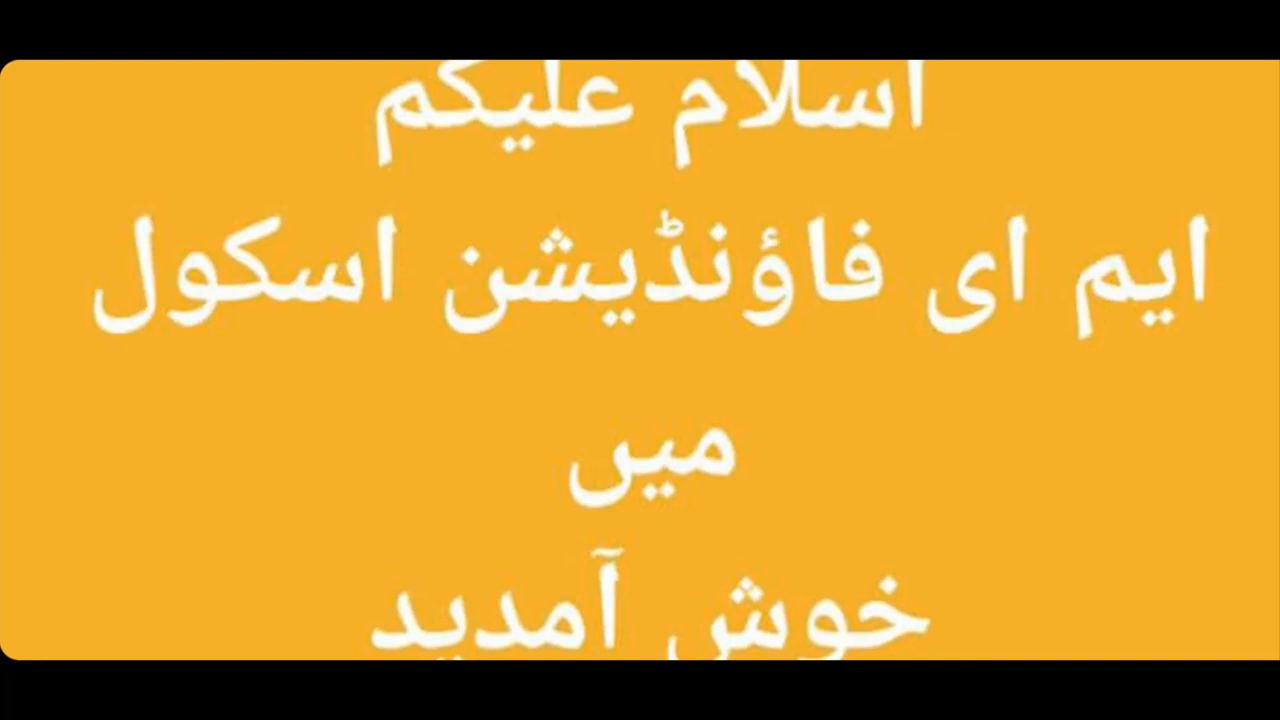 اسلام علیکم
ایم ای فاؤنڈیشن اسکول
میں
خوش آمدید